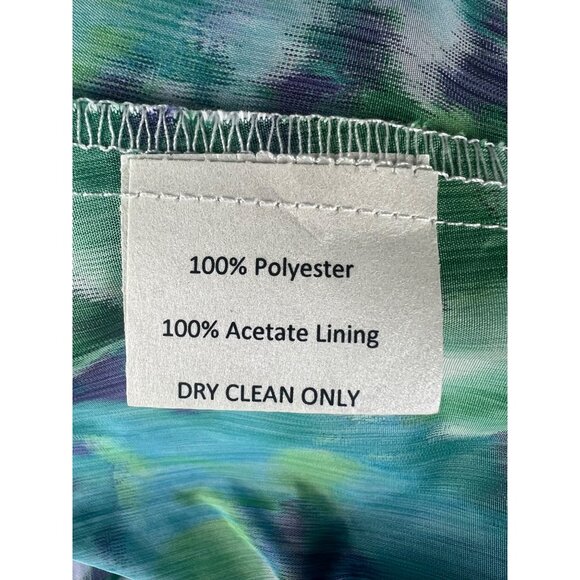 100% Polyester
100% Acetate Lining
DRY CLEAN ONLY